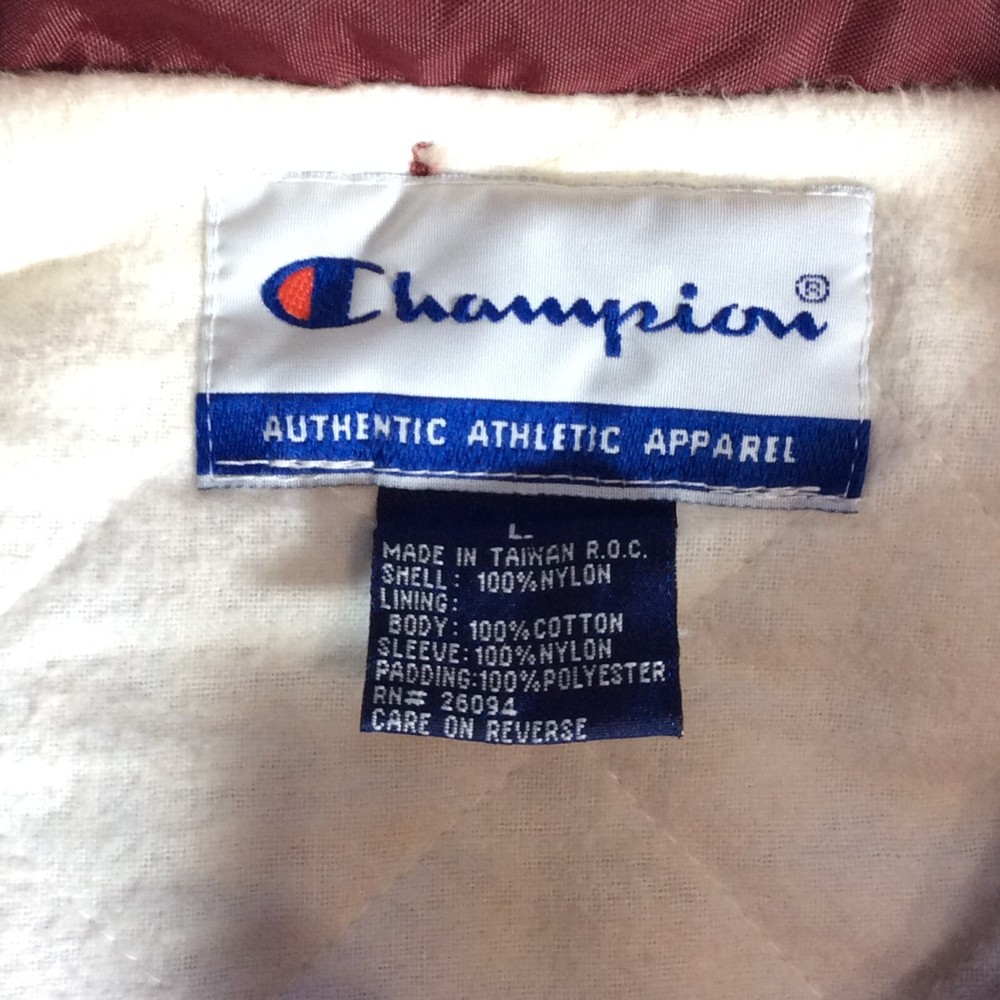 Champion®
AUTHENTIC ATHLETIC APPAREL
L
MADE IN TAIWAN R.O.C.
SHELL: 100%NYLON
LINING:
BODY: 100%COTTON
SLEEVE:100%NYLON
PADDING:100%POLYESTER
RN# 26094
CARE ON REVERSE